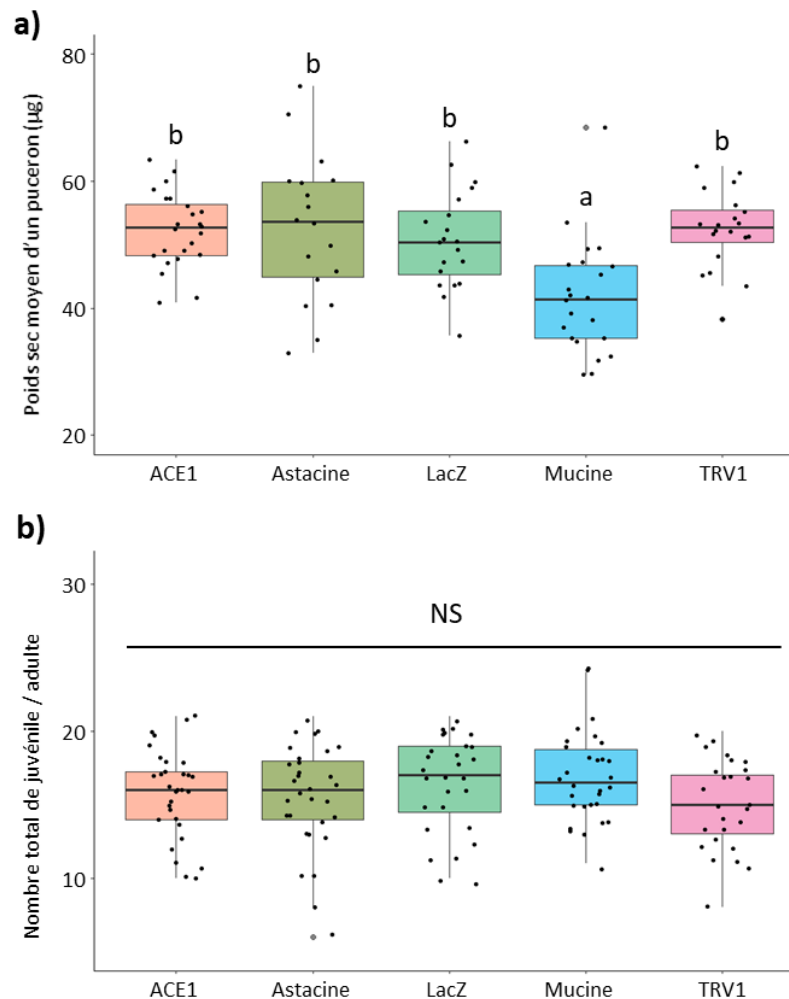 a)
Poids sec moyen d'un puceron (µg)
80
60
40
20
b
b
b
a
b
ACE1 Astacine LacZ Mucine TRV1
b)
Nombre total de juvénile / adulte
30
20
10
NS
ACE1 Astacine LacZ Mucine TRV1